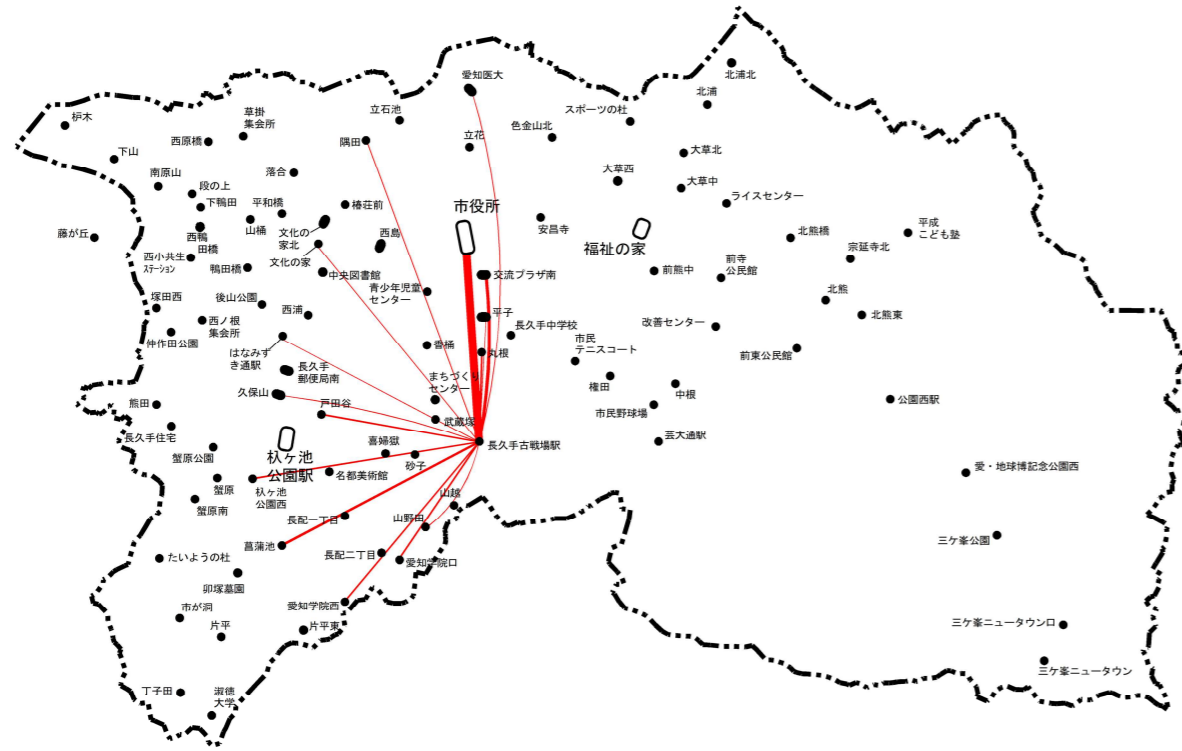 北浦北
愛知医大
北浦
立石池
スポーツの杜
草掛
集会所
枦木
色金山北
西原橋
隅田
立花
下山
大草北
大草西
南原山
落合
段の上
大草中
下鴨田
平和橋
椿荘前
市役所
ライスセンター
藤が丘
西鴨
田橋
山桶
文化の
家北
西島
安昌寺
福祉の家
北熊橋
宗延寺北
平成
こども塾
西小共生
ステーション
鴨田橋
文化の家
中央図書館
交流プラザ南
前熊中
前寺
公民館
青少年児童
センター
塚田西
後山公園
西浦
北熊
平子
北熊東
西ノ根
集会所
長久手中学校
改善センター
仲作田公園
はなみず
き通駅
丸根
市民
テニスコート
前東公民館
長久手
郵便局南
まちづくり
センター
久保山
権田
中根
公園西駅
熊田
戸田谷
市民野球場
武蔵塚
長久手住宅
杁ヶ池
公園駅
喜婦嶽
長久手古戦場駅
芸大通駅
蟹原公園
砂子
名都美術館
愛・地球博記念公園西
蟹原
杁ヶ池
公園西
蟹原南
山越
長配一丁目
山野田
三ケ峯公園
菖蒲池
たいようの杜
長配二丁目
愛知学院口
卯塚墓園
愛知学院西
市が洞
片平
片平東
三ケ峯ニュータウン口
三ケ峯ニュータウン
丁子田
淑徳
大学